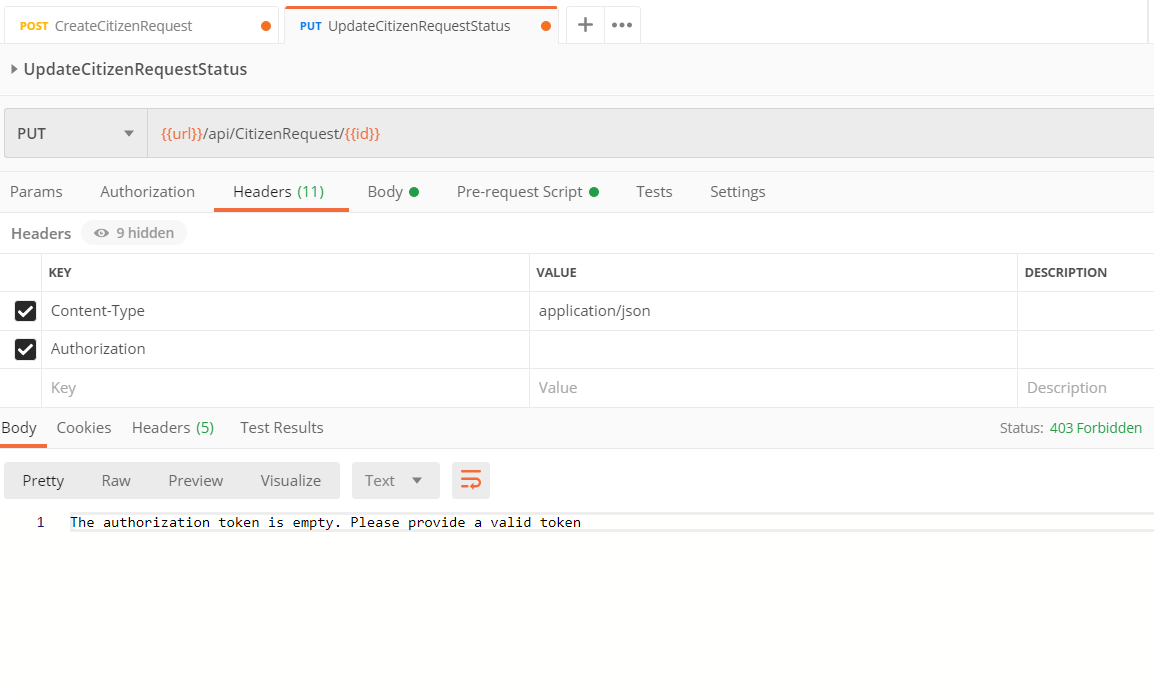 POST CreateCitizenRequest PUT UpdateCitizenRequestStatus
UpdateCitizenRequestStatus
PUT {{url}}/api/CitizenRequest/{{id}}
Params Authorization Headers (11) Body Pre-request Script Tests Settings
Headers 9 hidden
KEY VALUE DESCRIPTION
Content-Type application/json
Authorization
Key Value Description
Body Cookies Headers (5) Test Results Status: 403 Forbidden
Pretty Raw Preview Visualize Text
1 The authorization token is empty. Please provide a valid token